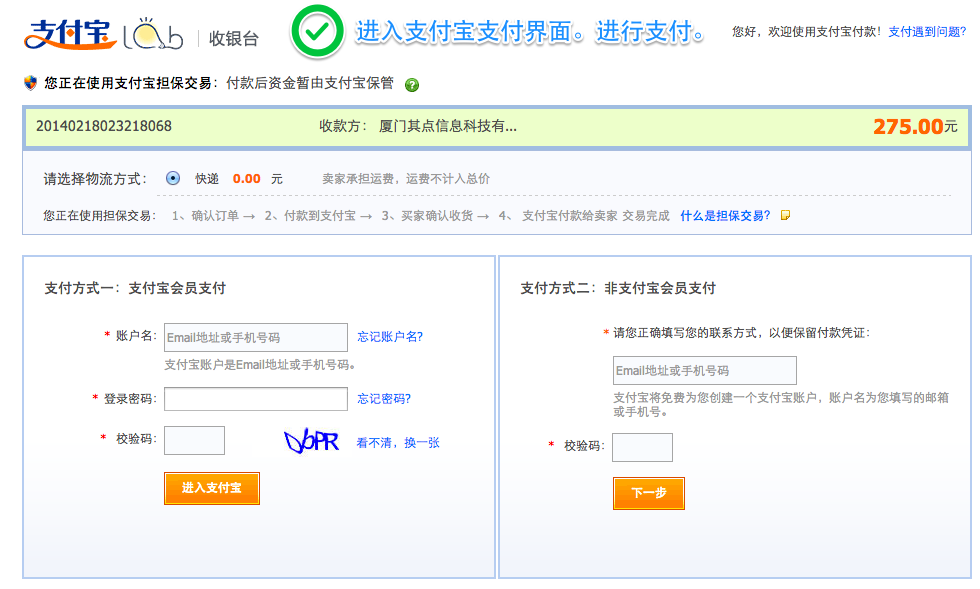 支付宝 Lab 收银台
进入支付宝支付界面。进行支付。
您好，欢迎使用支付宝付款！ 支付遇到问题?
您正在使用支付宝担保交易：付款后资金暂由支付宝保管 ?
20140218023218068 收款方： 厦门其点信息科技有... 275.00元
请选择物流方式： 快递 0.00 元 卖家承担运费，运费不计入总价
您正在使用担保交易： 1、确认订单 → 2、付款到支付宝 → 3、买家确认收货 → 4、 支付宝付款给卖家 交易完成 什么是担保交易?
支付方式一：支付宝会员支付
* 账户名： Email地址或手机号码 忘记账户名?
支付宝账户是Email地址或手机号码。
* 登录密码： 忘记密码?
* 校验码： DbPR 看不清，换一张
进入支付宝
支付方式二：非支付宝会员支付
* 请您正确填写您的联系方式，以便保留付款凭证：
Email地址或手机号码
支付宝将免费为您创建一个支付宝账户，账户名为您填写的邮箱
或手机号。
* 校验码：
下一步